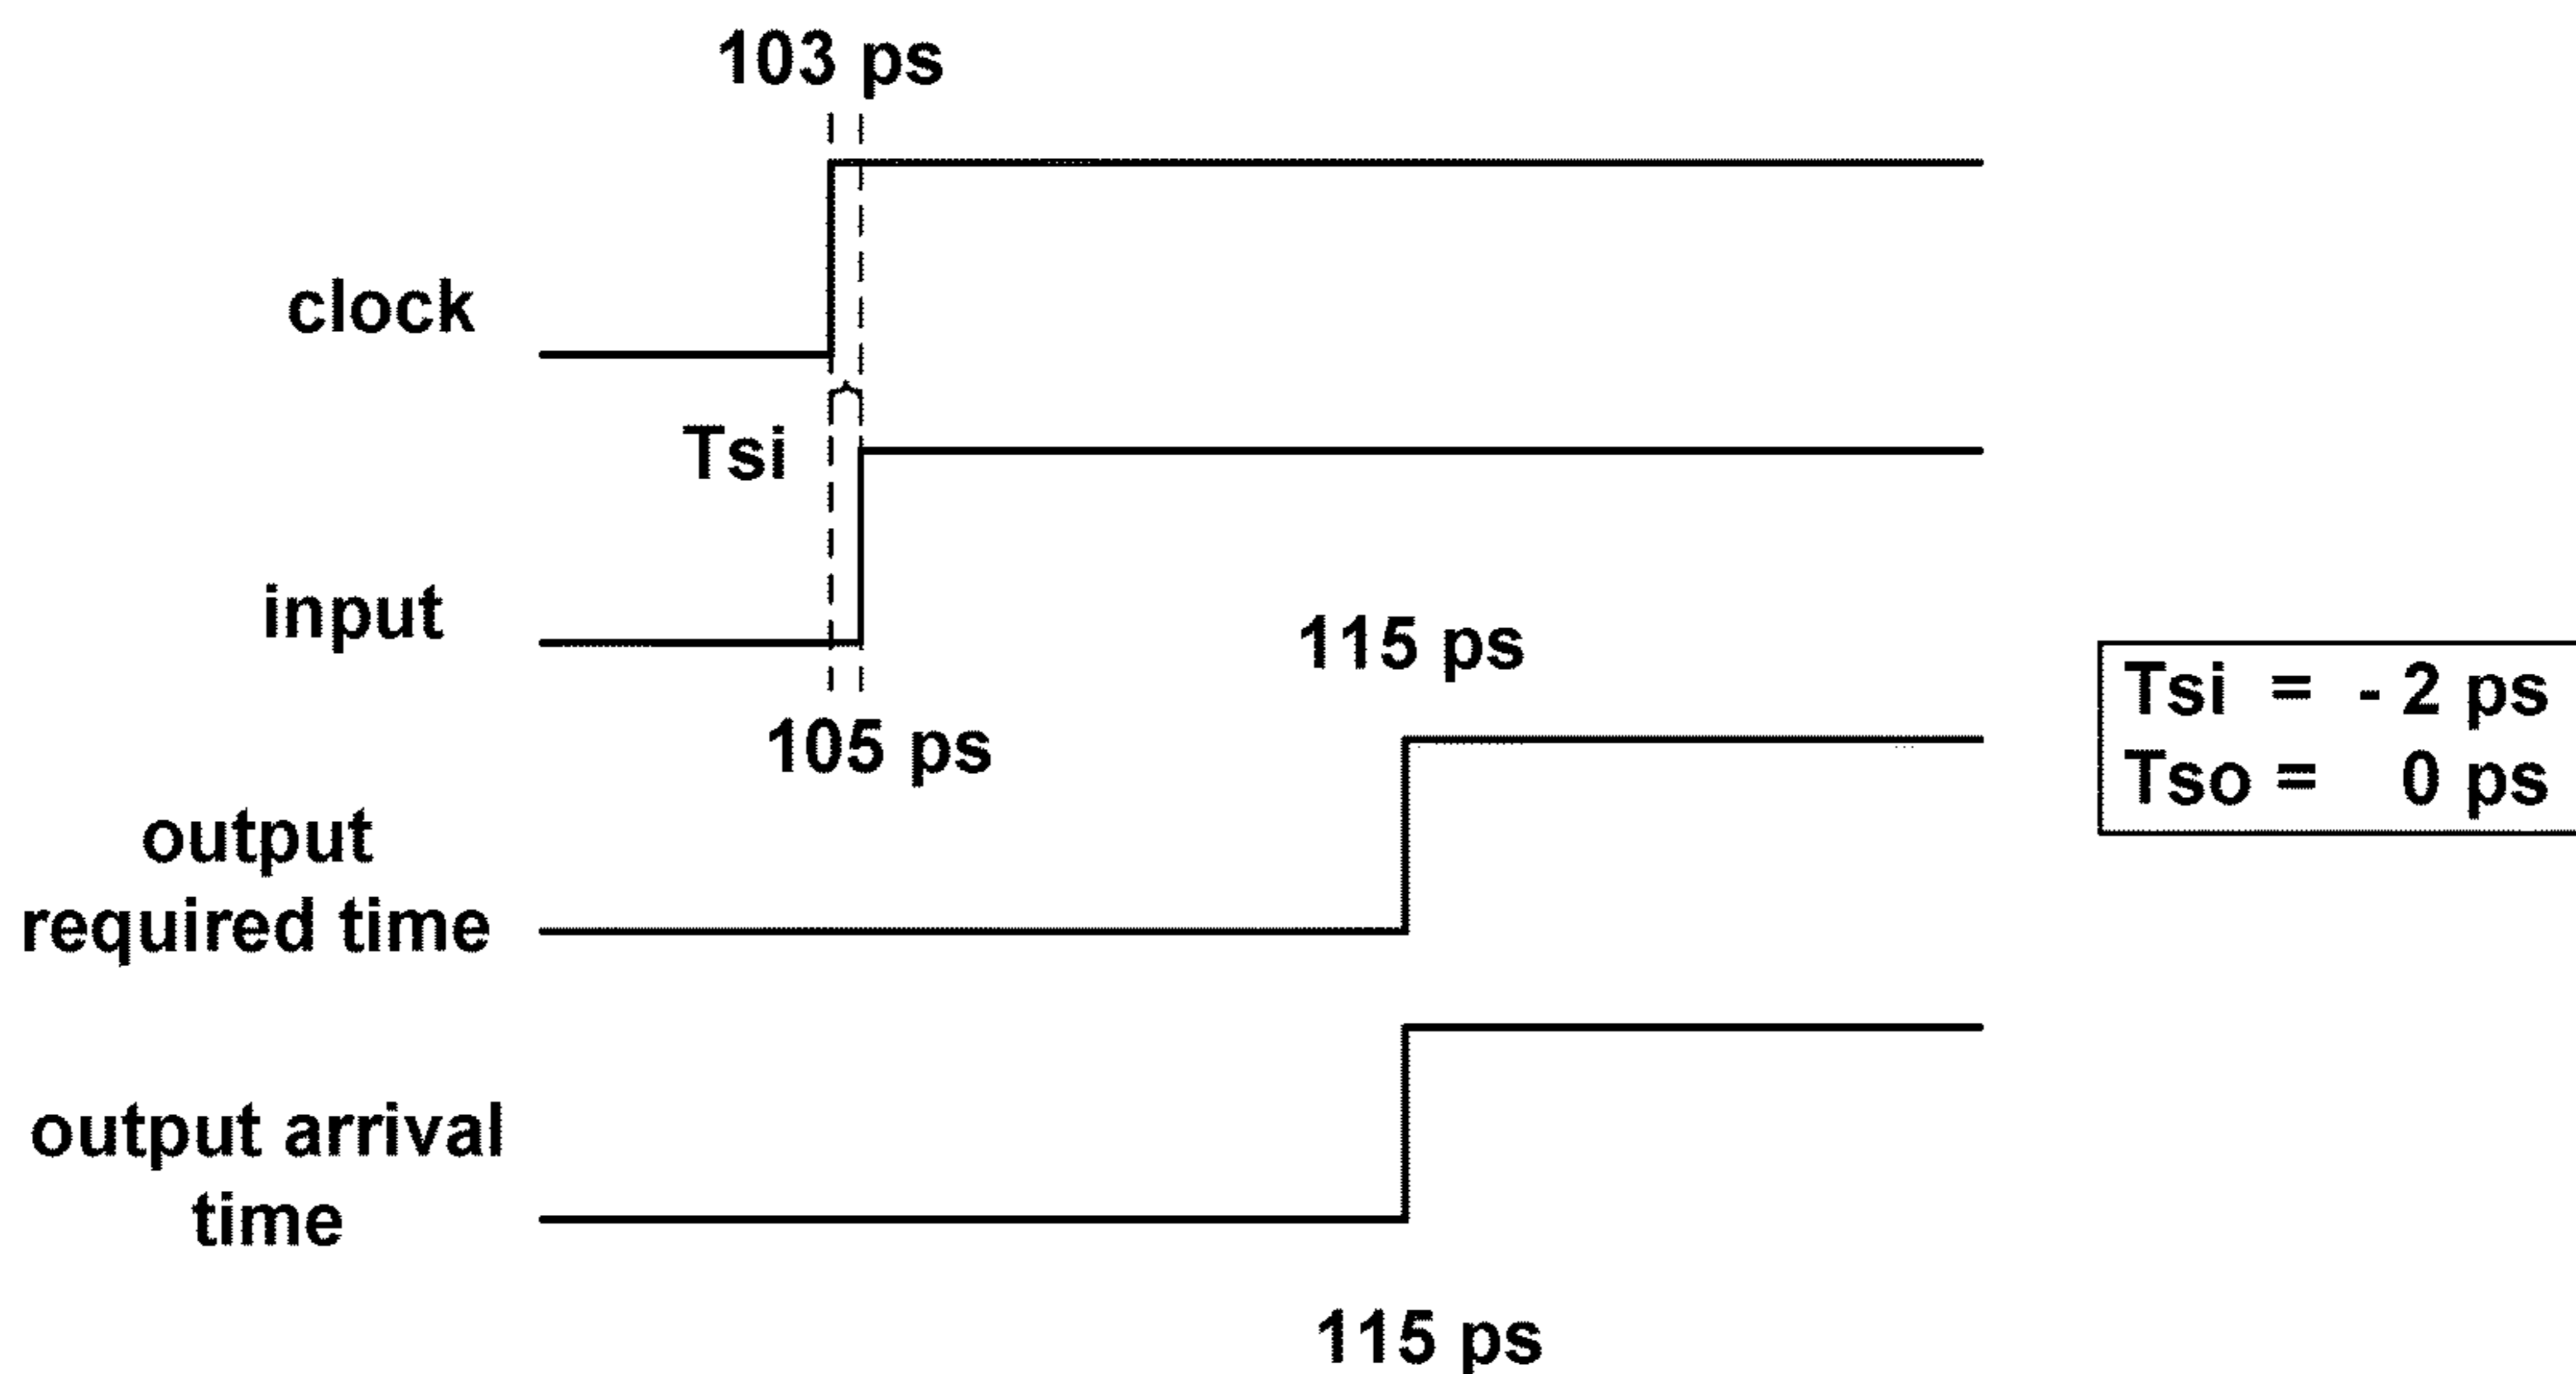 103 ps
clock
Tsi
input
115 ps
105 ps
Tsi = - 2 ps
Tso = 0 ps
output
required time
output arrival
time
115 ps